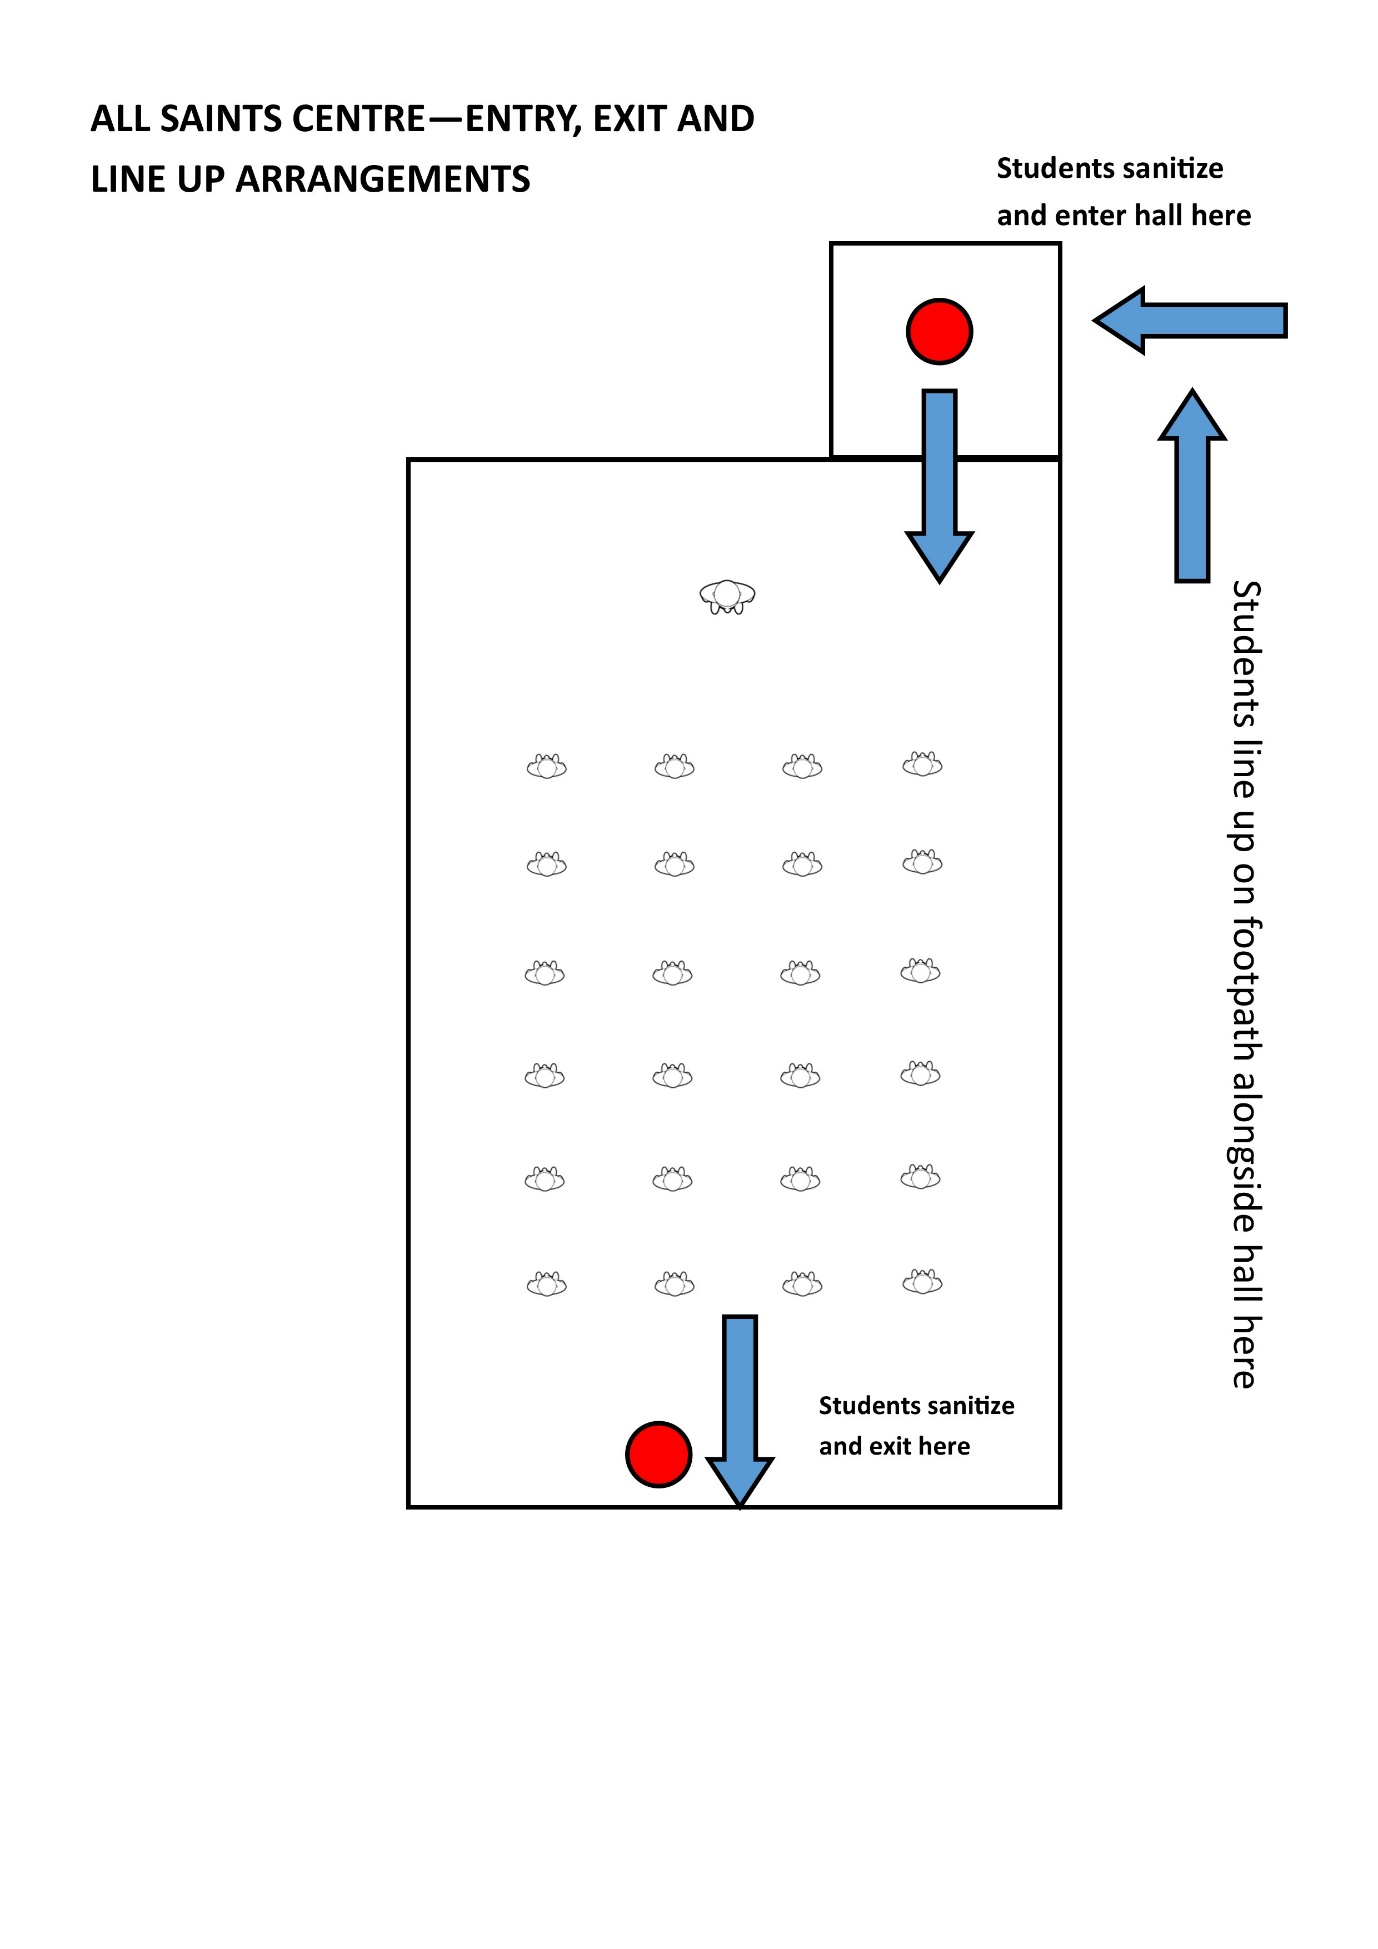 ALL SAINTS CENTRE—ENTRY, EXIT AND
LINE UP ARRANGEMENTS
Students sanitize
and enter hall here
Students line up on footpath alongside hall here
Students sanitize
and exit here